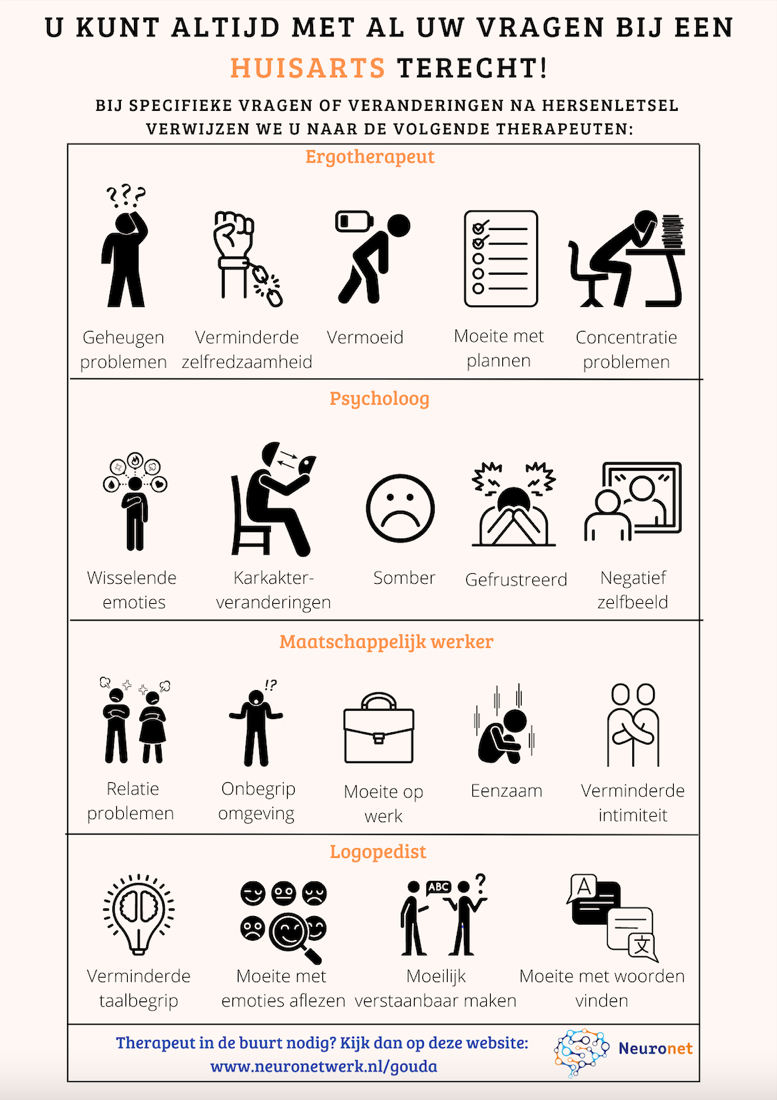 U KUNT ALTIJD MET AL UW VRAGEN BIJ EEN
HUISARTS TERECHT!
BIJ SPECIFIEKE VRAGEN OF VERANDERINGEN NA HERSENLETSEL
VERWIJZEN WE U NAAR DE VOLGENDE THERAPEUTEN:
Ergotherapeut
???
Geheugen
problemen
Verminderde
zelfredzaamheid
Vermoeid
Moeite met
plannen
Concentratie
problemen
Psycholoog
Wisselende
emoties
Karkakter-
veranderingen
Somber
Gefrustreerd
Negatief
zelfbeeld
Maatschappelijk werker
!?
Relatie
problemen
Onbegrip
omgeving
Moeite op
werk
Eenzaam
Verminderde
intimiteit
Logopedist
ABC
?
A
文
Verminderde
taalbegrip
Moeite met
emoties aflezen
Moeilijk
verstaanbaar maken
Moeite met woorden
vinden
Therapeut in de buurt nodig? Kijk dan op deze website:
www.neuronetwerk.nl/gouda
Neuronet